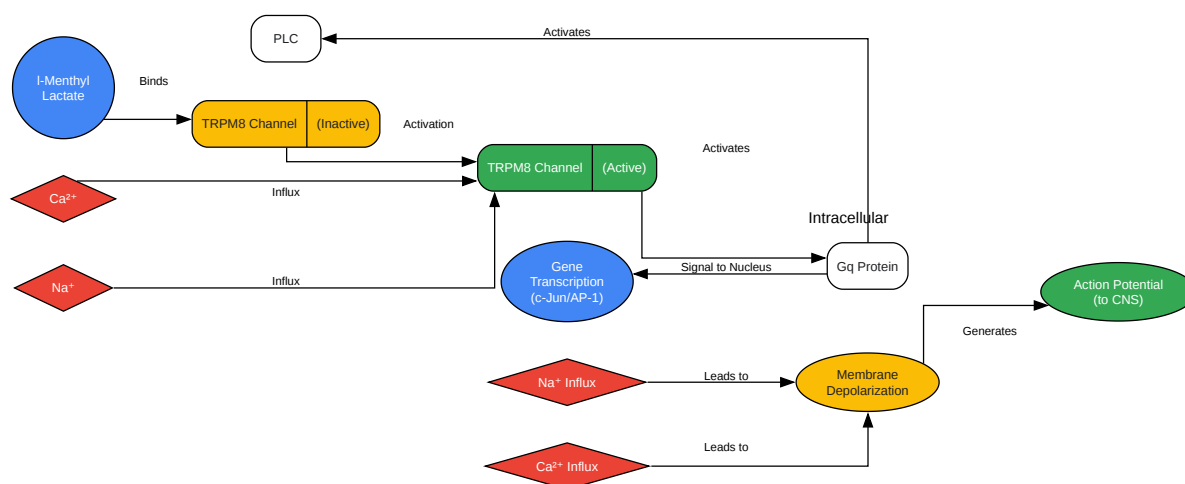 PLC
Activates
l-Menthyl
Lactate
Binds
TRPM8 Channel
(Inactive)
Activation
TRPM8 Channel
(Active)
Activates
Ca²⁺
Influx
Intracellular
Na⁺
Influx
Gene
Transcription
(c-Jun/AP-1)
Signal to Nucleus
Gq Protein
Action Potential
(to CNS)
Generates
Na⁺ Influx
Leads to
Membrane
Depolarization
Ca²⁺ Influx
Leads to